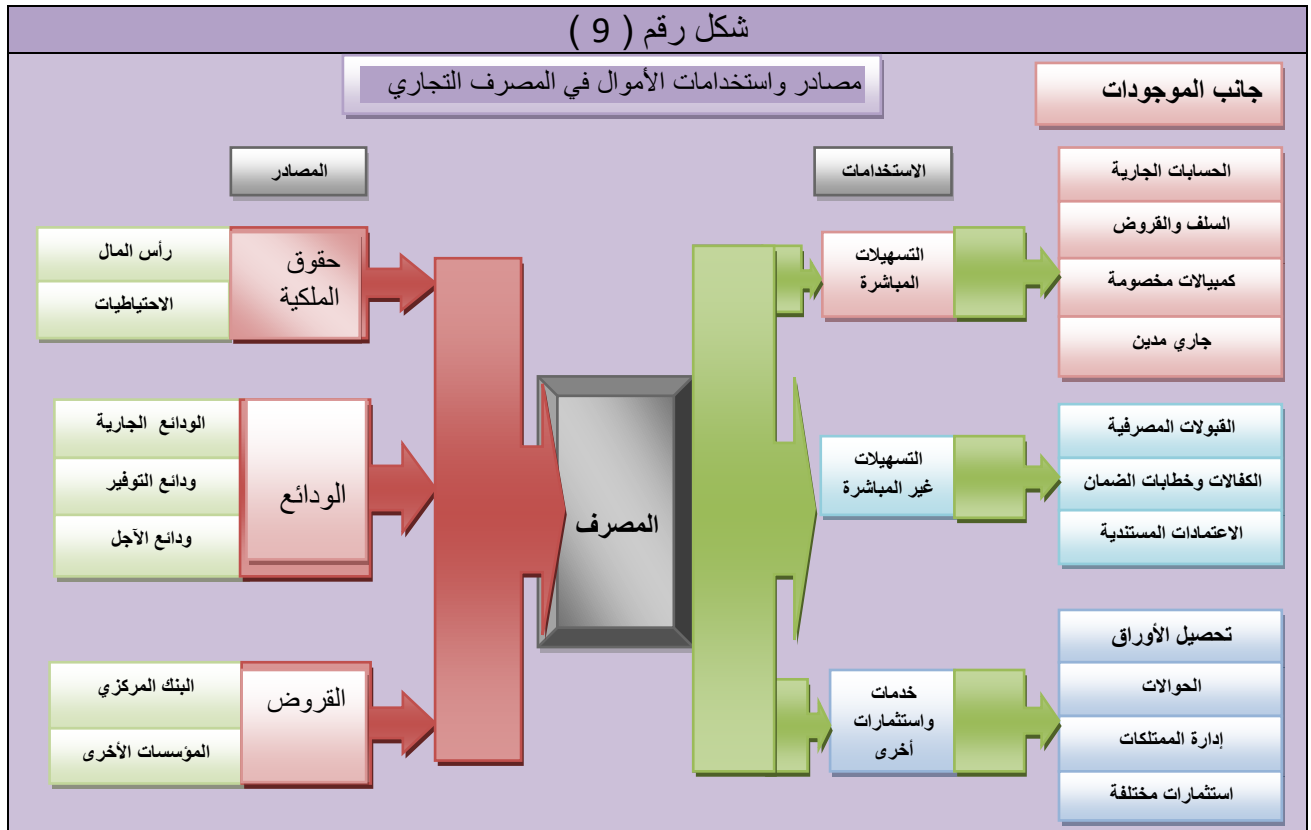 شكل رقم ( 9 )
مصادر واستخدامات الأموال في المصرف التجاري
جانب الموجودات
الاستخدامات
المصادر
الحسابات الجارية
السلف والقروض
كمبيالات مخصومة
جاري مدين
التسهيلات
المباشرة
القبولات المصرفية
الكفالات وخطابات الضمان
الاعتمادات المستندية
التسهيلات
غير المباشرة
تحصيل الأوراق
الحوالات
إدارة الممتلكات
استثمارات مختلفة
خدمات
واستثمارات
أخرى
المصرف
حقوق
الملكية
رأس المال
الاحتياطيات
الودائع
الودائع الجارية
ودائع التوفير
ودائع الآجل
القروض
البنك المركزي
المؤسسات الأخرى